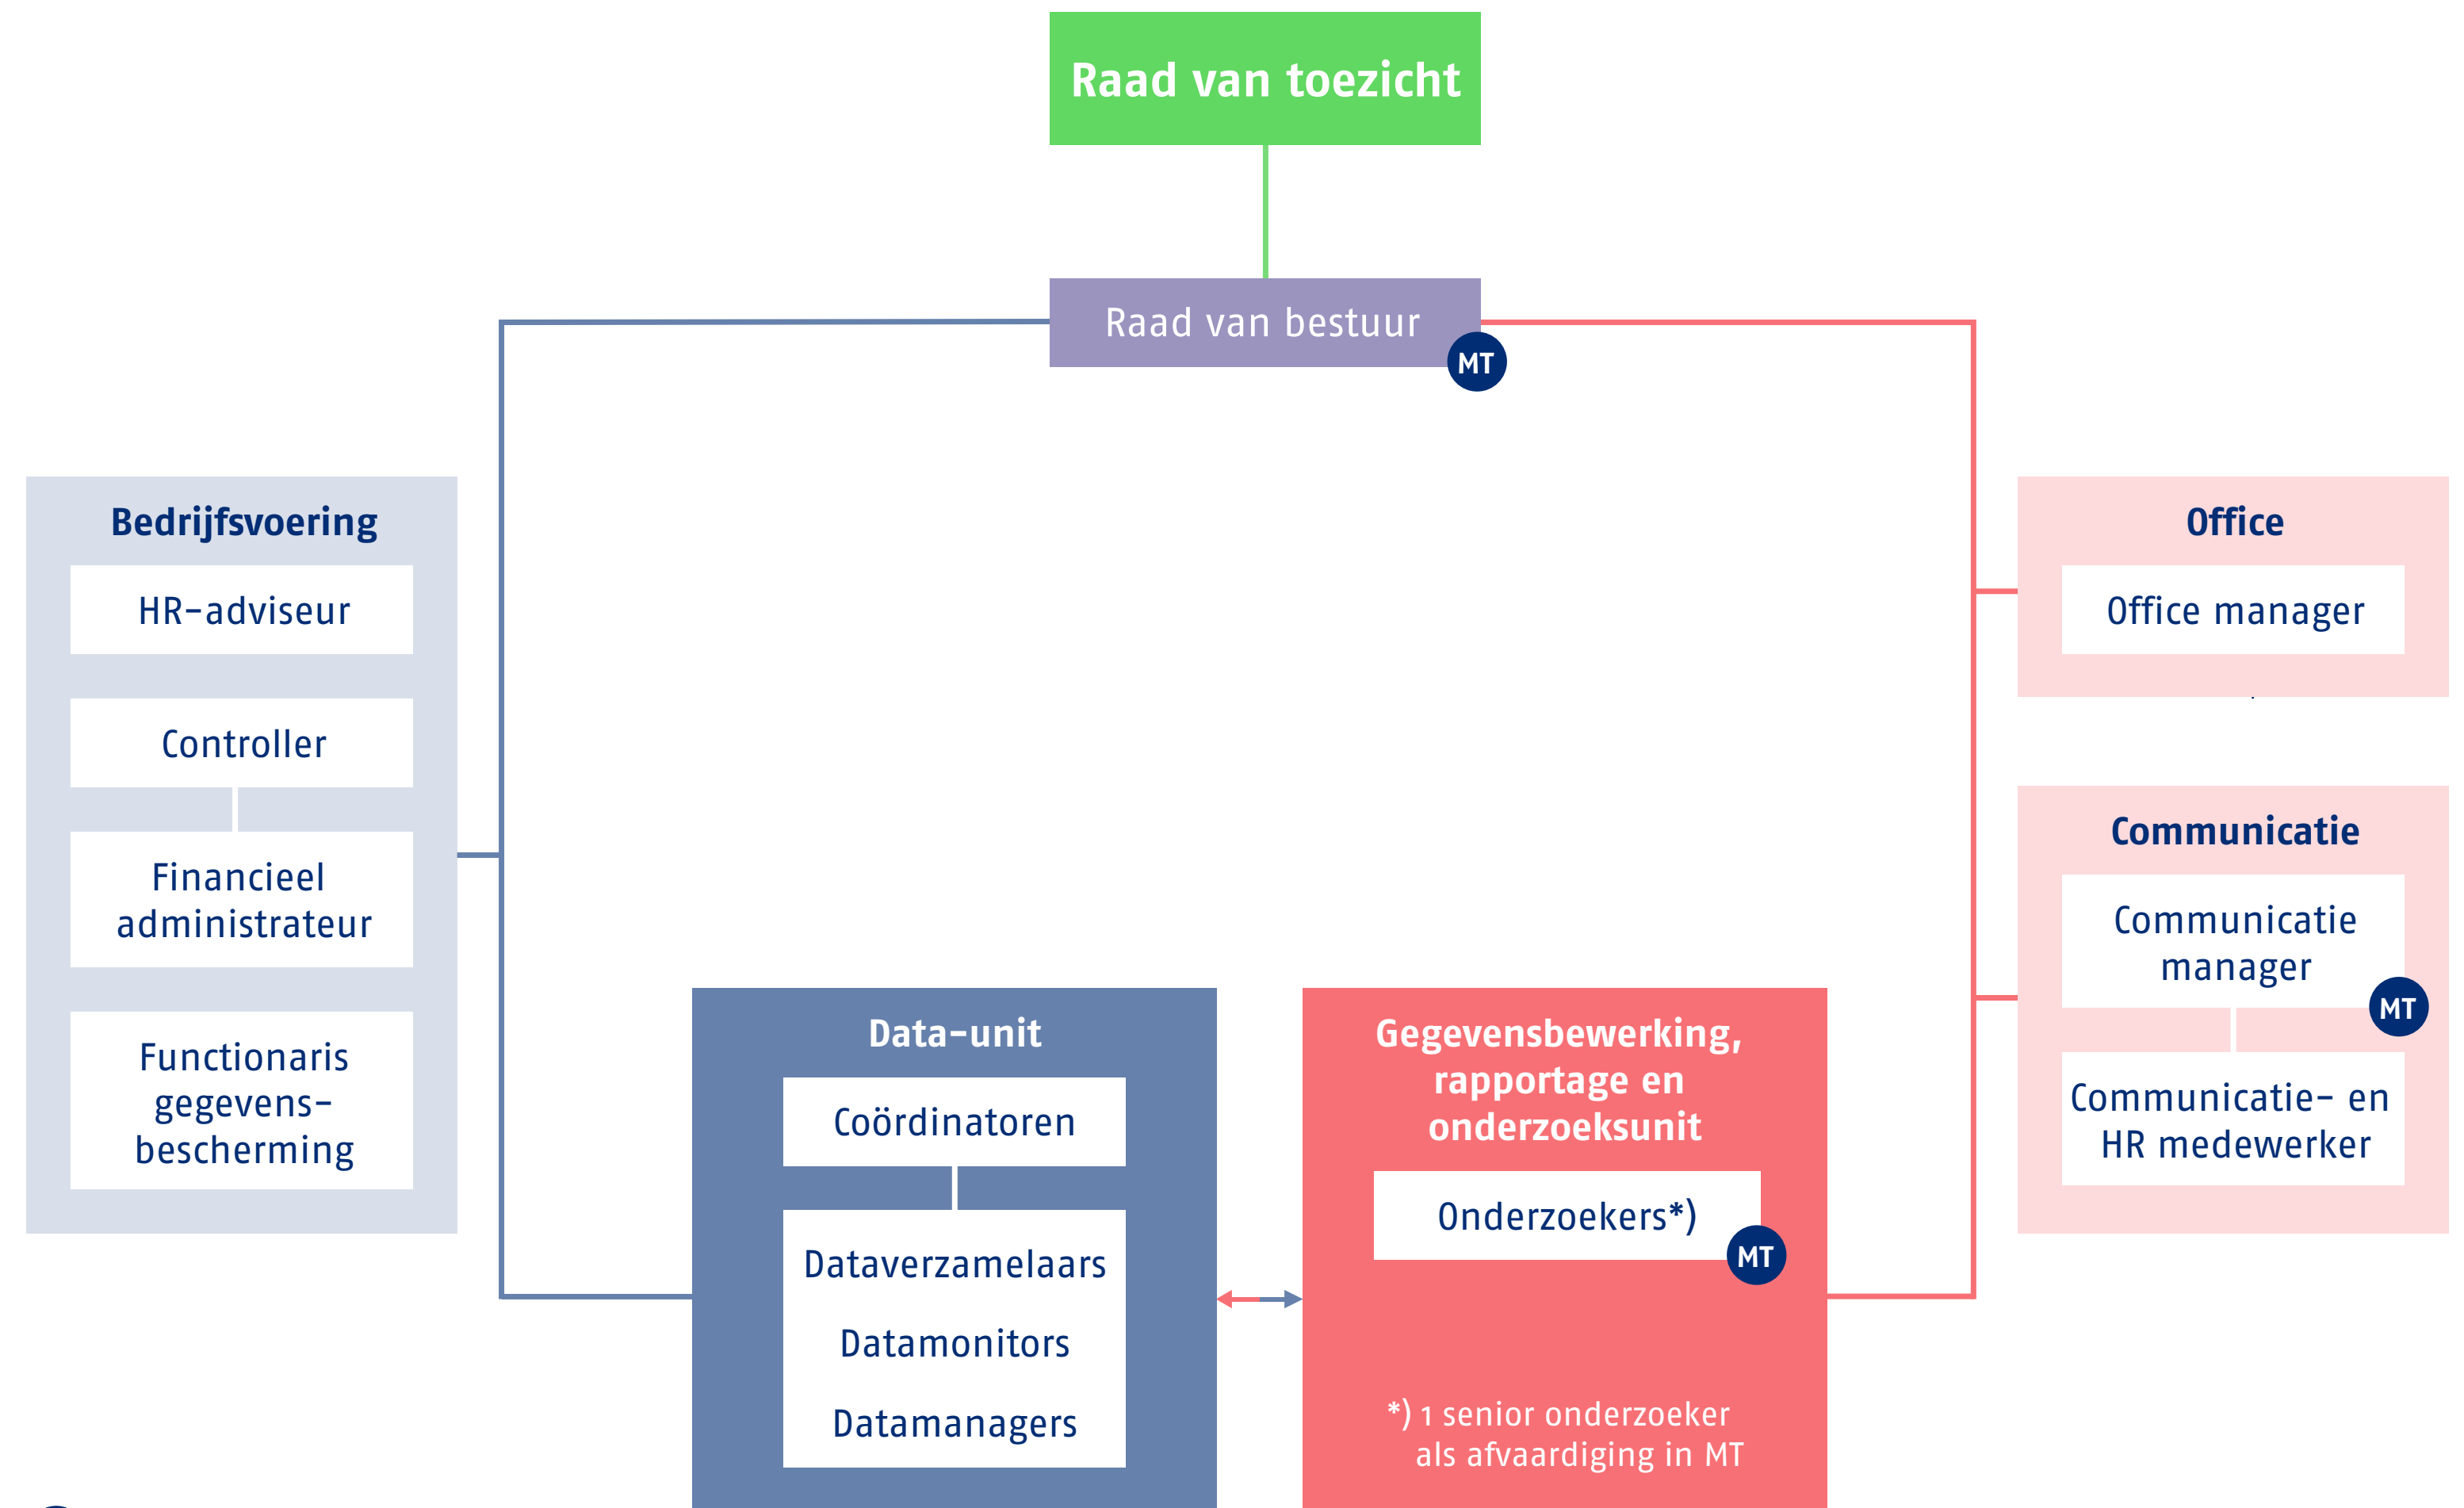 Raad van toezicht
Raad van bestuur
MT
Bedrijfsvoering
HR-adviseur
Controller
Financieel
administrateur
Functionaris
gegevens-
bescherming
Data-unit
Coördinatoren
Dataverzamelaars
Datamonitors
Datamanagers
Gegevensbewerking,
rapportage en
onderzoeksunit
Onderzoekers*)
MT
*) 1 senior onderzoeker
als afvaardiging in MT
Office
Office manager
Communicatie
Communicatie
manager
MT
Communicatie- en
HR medewerker